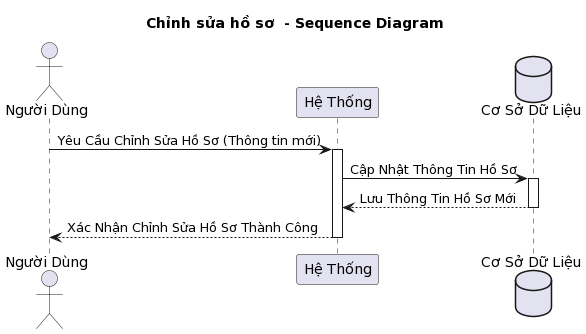 Chỉnh sửa hồ sơ - Sequence Diagram
Người Dùng
Hệ Thống
Cơ Sở Dữ Liệu
Yêu Cầu Chỉnh Sửa Hồ Sơ (Thông tin mới)
Cập Nhật Thông Tin Hồ Sơ
Lưu Thông Tin Hồ Sơ Mới
Xác Nhận Chỉnh Sửa Hồ Sơ Thành Công
Người Dùng
Hệ Thống
Cơ Sở Dữ Liệu